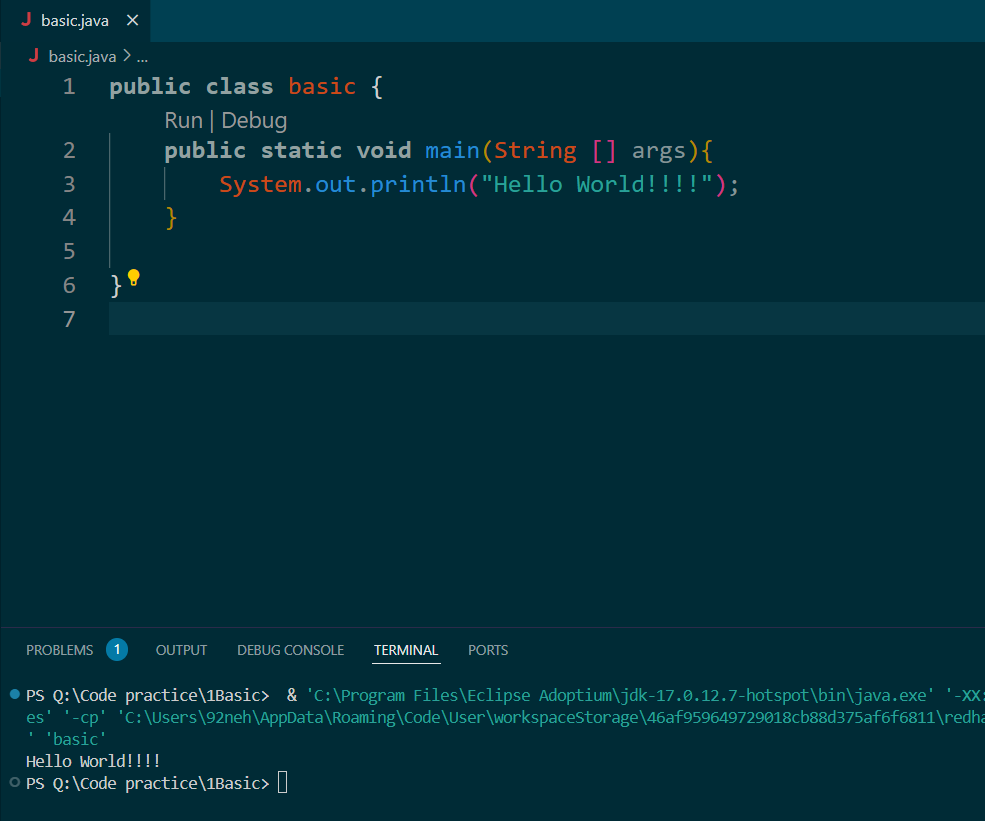 J basic.java ×
J basic.java > ...
1 public class basic {
Run | Debug
2     public static void main(String [] args){
3         System.out.println("Hello World!!!!");
4     }
5
6 }
7
PROBLEMS 1 OUTPUT DEBUG CONSOLE TERMINAL PORTS
PS Q:\Code practice\1Basic>  & 'C:\Program Files\Eclipse Adoptium\jdk-17.0.12.7-hotspot\bin\java.exe' '-XX:
es' '-cp' 'C:\Users\92neh\AppData\Roaming\Code\User\workspaceStorage\46af959649729018cb88d375af6f6811\redha
' 'basic'
Hello World!!!!
PS Q:\Code practice\1Basic>